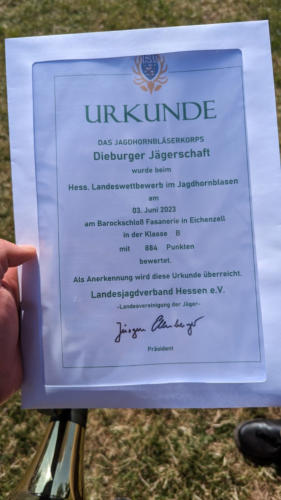 URKUNDE
DAS JAGDHORNBLÄSERKORPS
Dieburger Jägerschaft
wurde beim
Hess. Landeswettbewerb im Jagdhornblasen
am
03. Juni 2023
am Barockschloß Fasanerie in Eichenzell
in der Klasse B
mit 884 Punkten
bewertet.
Als Anerkennung wird diese Urkunde überreicht.
Landesjagdverband Hessen e.V.
-Landesvereinigung der Jäger-
Präsident